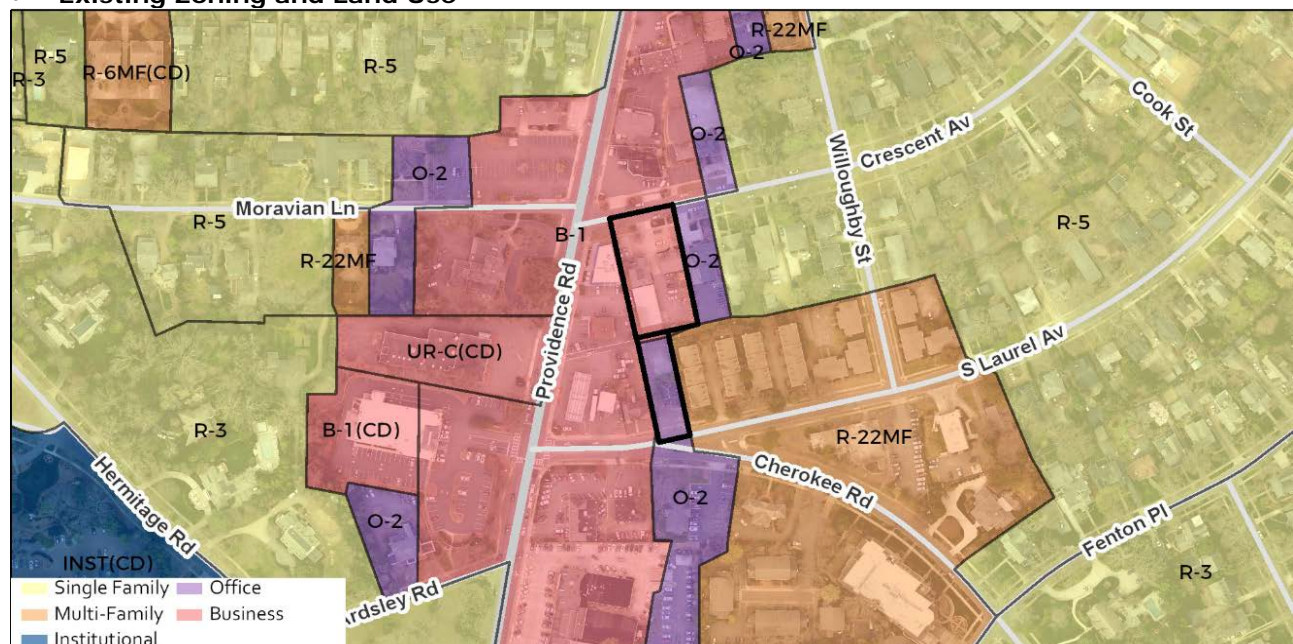 Existing Zoning and Land Use
R-5
R-3
R-6MF(CD)
R-5
O-2
R-22MF
O-2
Cook St
Crescent Av
Willoughby St
O-2
Moravian Ln
R-5
R-22MF
B-1
O-2
R-5
Providence Rd
UR-C(CD)
S Laurel Av
R-3
B-1(CD)
R-22MF
Cherokee Rd
Hermitage Rd
O-2
O-2
Fenton Pl
INST(CD)
R-3
Ardsley Rd
Single Family
Office
Multi-Family
Business
Institutional